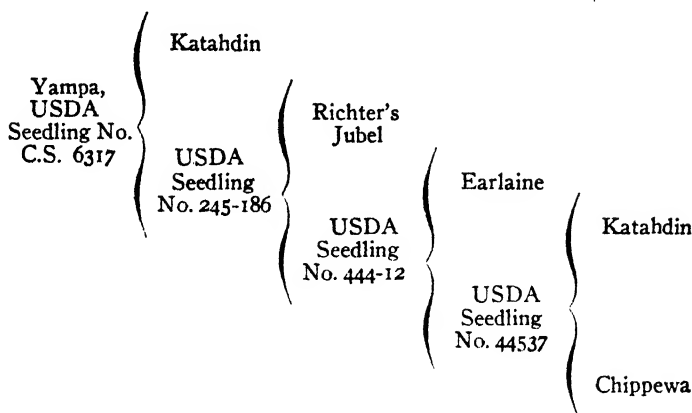 Katahdin
Yampa,
USDA
Seedling No.
C.S. 6317
Richter's
Jubel
USDA
Seedling
No. 245-186
Earlaine
USDA
Seedling
No. 444-12
Katahdin
USDA
Seedling
No. 44537
Chippewa